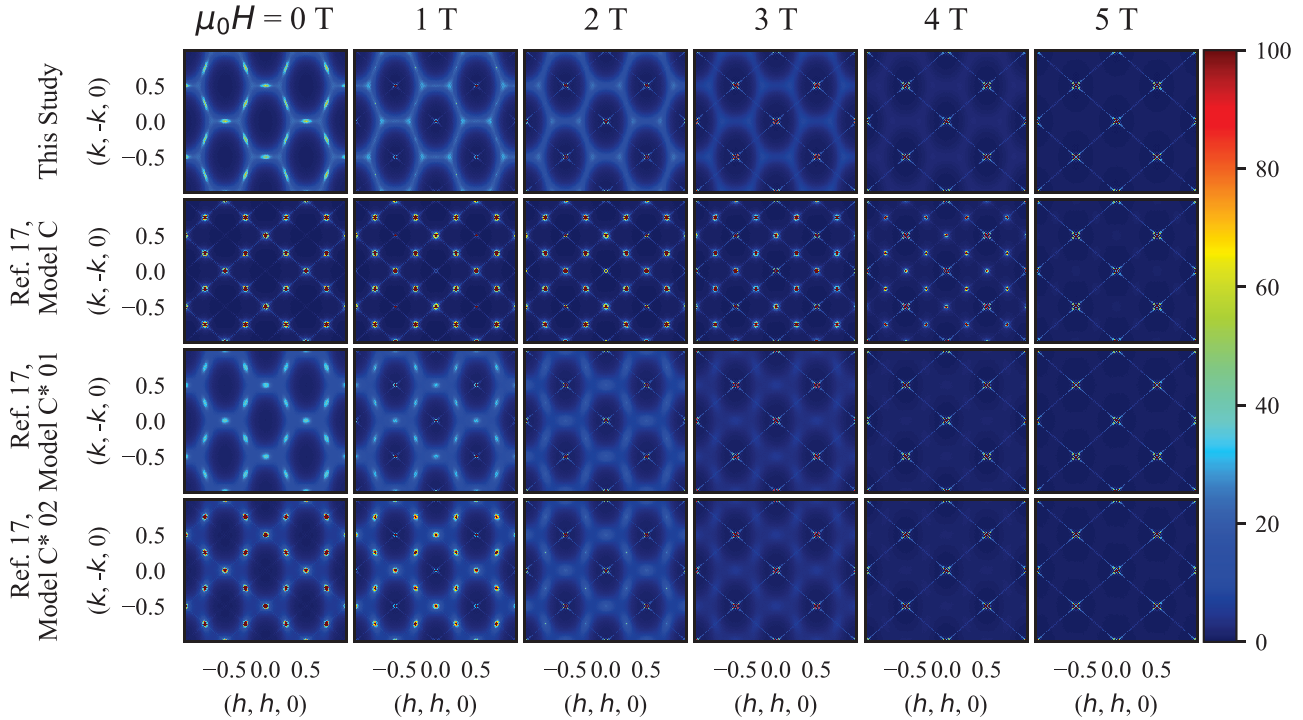 μ₀H = 0 T 1 T 2 T 3 T 4 T 5 T
This Study
(k, -k, 0)
0.5
0.0
−0.5
Ref. 17,
Model C
(k, -k, 0)
0.5
0.0
−0.5
Ref. 17,
Model C* 01
(k, -k, 0)
0.5
0.0
−0.5
Ref. 17,
Model C* 02
(k, -k, 0)
0.5
0.0
−0.5
−0.5 0.0 0.5 −0.5 0.0 0.5 −0.5 0.0 0.5 −0.5 0.0 0.5 −0.5 0.0 0.5 −0.5 0.0 0.5
(h, h, 0) (h, h, 0) (h, h, 0) (h, h, 0) (h, h, 0) (h, h, 0)
100
80
60
40
20
0